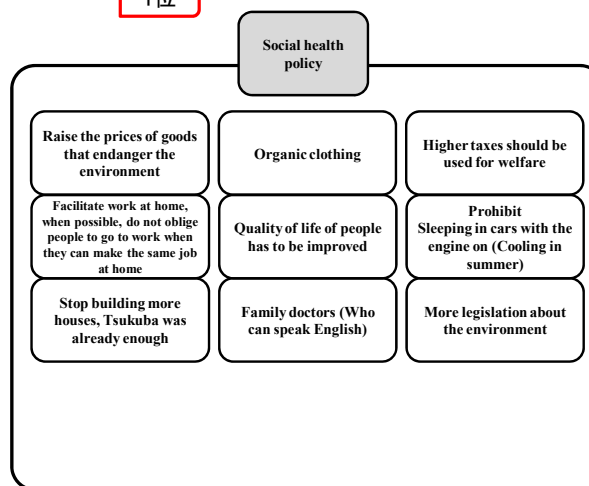 1位
Social health
policy
Raise the prices of goods
that endanger the
environment
Organic clothing
Higher taxes should be
used for welfare
Facilitate work at home,
when possible, do not oblige
people to go to work when
they can make the same job
at home
Quality of life of people
has to be improved
Prohibit
Sleeping in cars with the
engine on (Cooling in
summer)
Stop building more
houses, Tsukuba was
already enough
Family doctors (Who
can speak English)
More legislation about
the environment